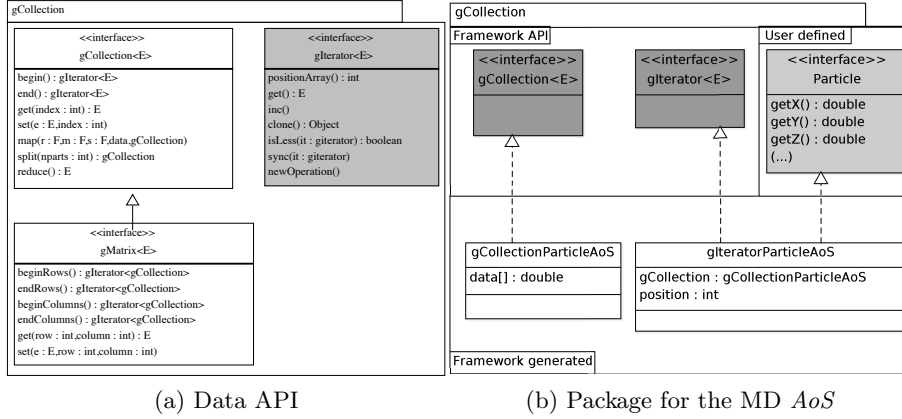 gCollection
<<interface>>
gCollection<E>
begin() : gIterator<E>
end() : gIterator<E>
get(index : int) : E
set(e : E,index : int)
map(r : F,m : F,s : F,data,gCollection)
split(nparts : int) : gCollection
reduce() : E
<<interface>>
gIterator<E>
positionArray() : int
get() : E
inc()
clone() : Object
isLess(it : giterator) : boolean
sync(it : giterator)
newOperation()
<<interface>>
gMatrix<E>
beginRows() : gIterator<gCollection>
endRows() : gIterator<gCollection>
beginColumns() : gIterator<gCollection>
endColumns() : gIterator<gCollection>
get(row : int,column : int) : E
set(e : E,row : int,column : int)
(a) Data API
gCollection
Framework API
<<interface>>
gCollection<E>
<<interface>>
gIterator<E>
User defined
<<interface>>
Particle
getX() : double
getY() : double
getZ() : double
(...)
gCollectionParticleAoS
data[] : double
gIteratorParticleAoS
gCollection : gCollectionParticleAoS
position : int
Framework generated
(b) Package for the MD AoS